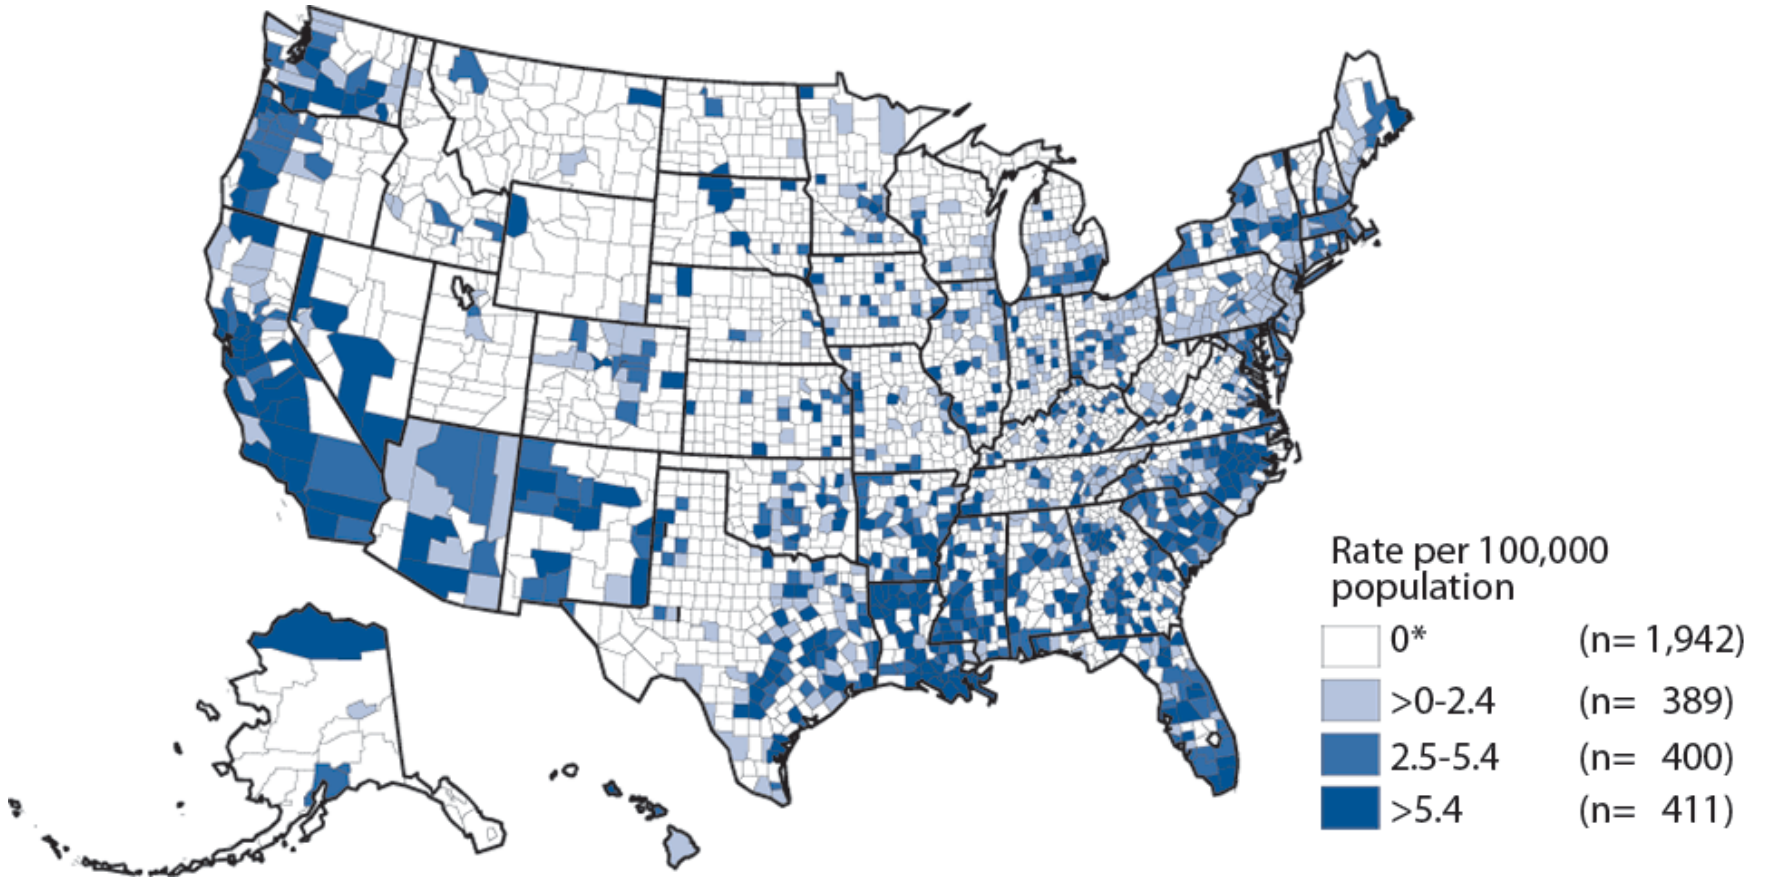 Rate per 100,000
population
0* (n= 1,942)
>0-2.4 (n= 389)
2.5-5.4 (n= 400)
>5.4 (n= 411)